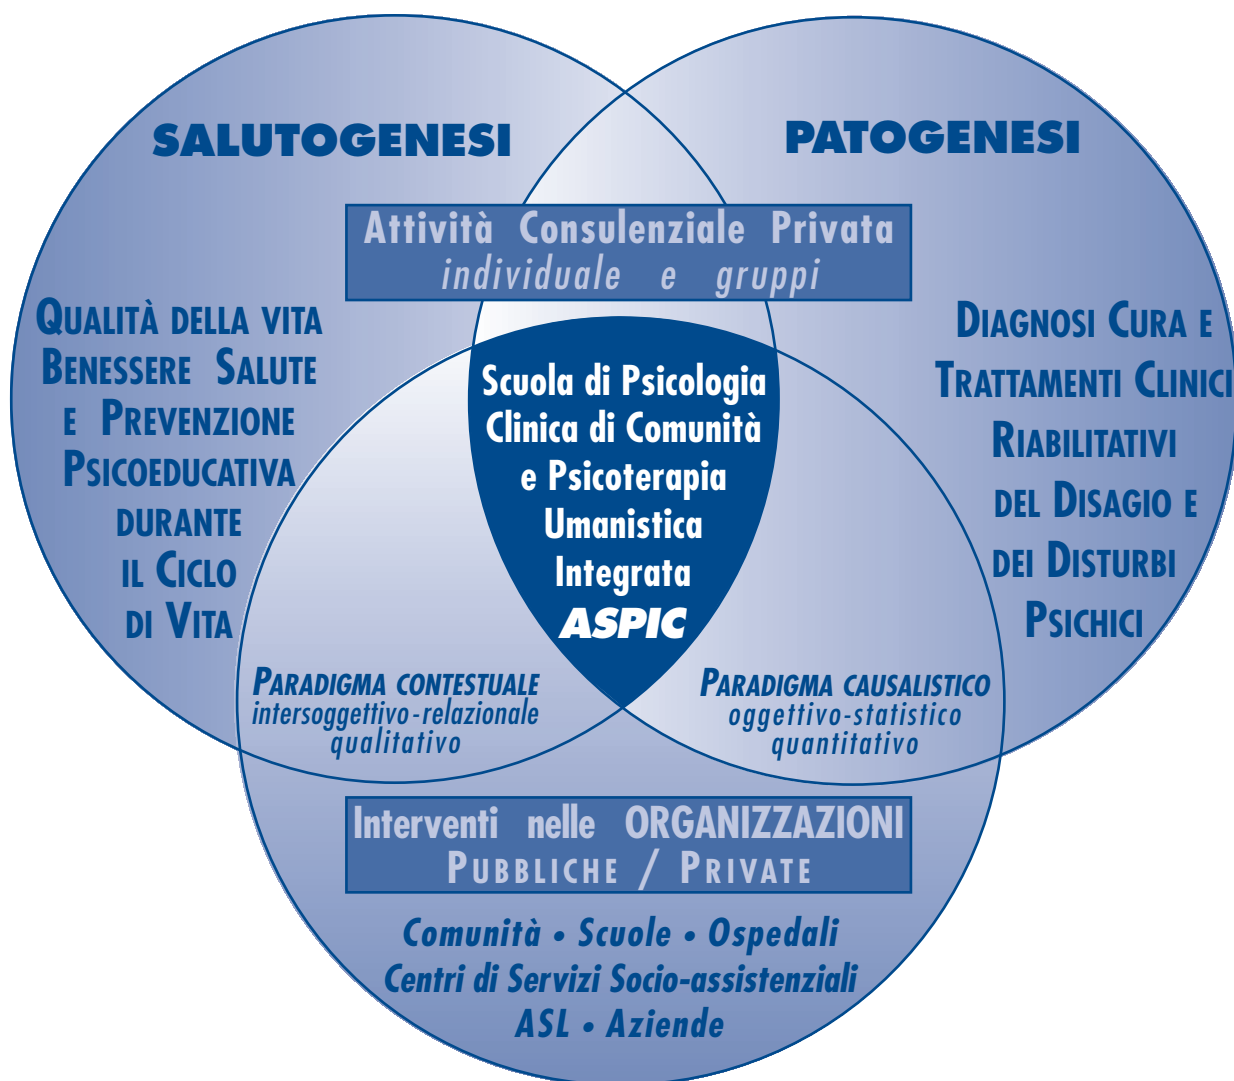 SALUTOGENESI
PATOGENESI
Attività Consulenziale Privata
individuale e gruppi
QUALITÀ DELLA VITA
BENESSERE SALUTE
E PREVENZIONE
PSICOEDUCATIVA
DURANTE
IL CICLO
DI VITA
Scuola di Psicologia
Clinica di Comunità
e Psicoterapia
Umanistica
Integrata
ASPIC
DIAGNOSI CURA E
TRATTAMENTI CLINICI
RIABILITATIVI
DEL DISAGIO E
DEI DISTURBI
PSICHICI
PARADIGMA CONTESTUALE
intersoggettivo-relazionale
qualitativo
PARADIGMA CAUSALISTICO
oggettivo-statistico
quantitativo
Interventi nelle ORGANIZZAZIONI
PUBBLICHE / PRIVATE
Comunità • Scuole • Ospedali
Centri di Servizi Socio-assistenziali
ASL • Aziende